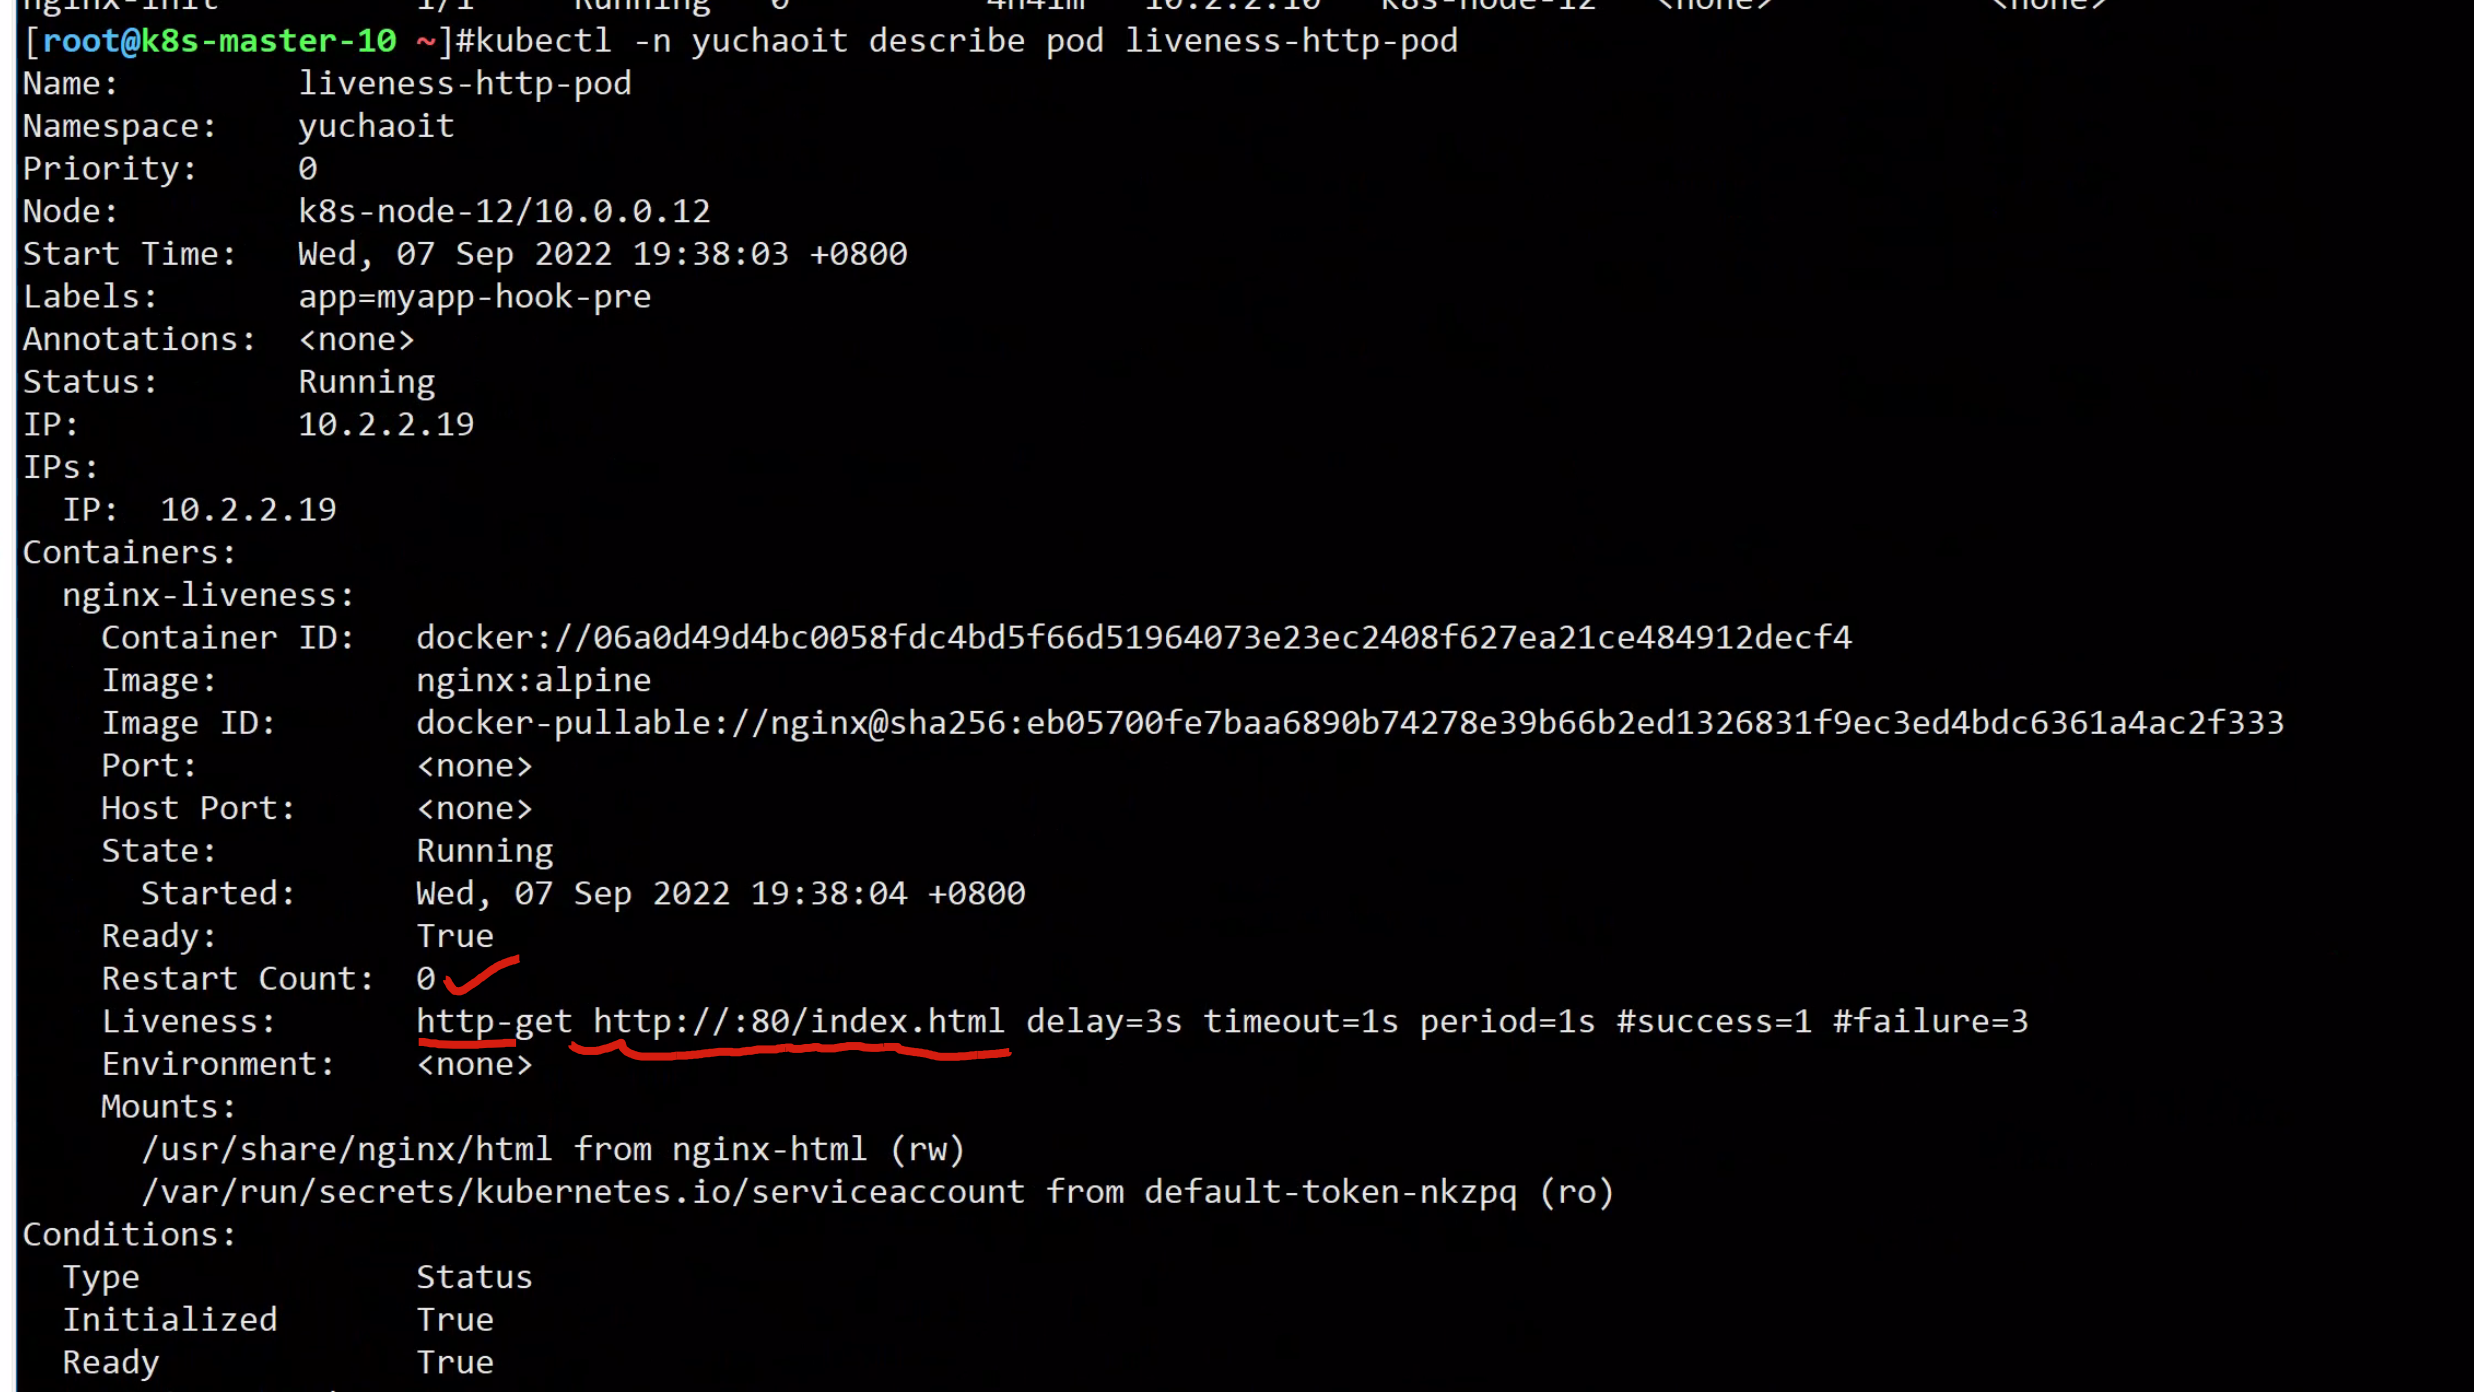 nginx-init 1/1 Running 0 4h41m 10.2.2.10 k8s-node-12 <none> <none>
[root@k8s-master-10 ~]#kubectl -n yuchaoit describe pod liveness-http-pod
Name: liveness-http-pod
Namespace: yuchaoit
Priority: 0
Node: k8s-node-12/10.0.0.12
Start Time: Wed, 07 Sep 2022 19:38:03 +0800
Labels: app=myapp-hook-pre
Annotations: <none>
Status: Running
IP: 10.2.2.19
IPs:
IP: 10.2.2.19
Containers:
nginx-liveness:
Container ID: docker://06a0d49d4bc0058fdc4bd5f66d51964073e23ec2408f627ea21ce484912decf4
Image: nginx:alpine
Image ID: docker-pullable://nginx@sha256:eb05700fe7baa6890b74278e39b66b2ed1326831f9ec3ed4bdc6361a4ac2f333
Port: <none>
Host Port: <none>
State: Running
Started: Wed, 07 Sep 2022 19:38:04 +0800
Ready: True
Restart Count: 0
Liveness: http-get http://:80/index.html delay=3s timeout=1s period=1s #success=1 #failure=3
Environment: <none>
Mounts:
/usr/share/nginx/html from nginx-html (rw)
/var/run/secrets/kubernetes.io/serviceaccount from default-token-nkzpq (ro)
Conditions:
Type Status
Initialized True
Ready True